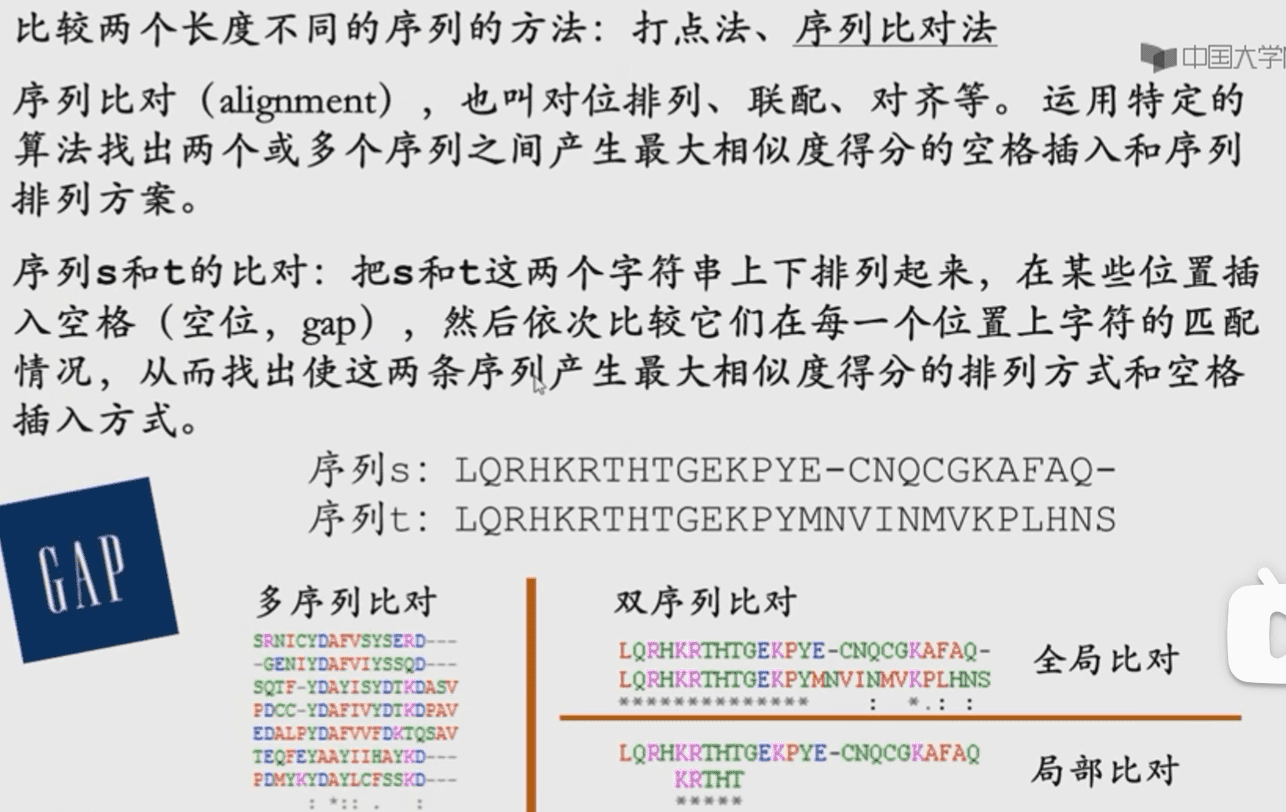 比较两个长度不同的序列的方法：打点法、序列比对法
中国大学
序列比对（alignment），也叫对位排列、联配、对齐等。运用特定的
算法找出两个或多个序列之间产生最大相似度得分的空格插入和序列
排列方案。
序列s和t的比对：把s和t这两个字符串上下排列起来，在某些位置插
入空格（空位，gap），然后依次比较它们在每一个位置上字符的匹配
情况，从而找出使这两条序列产生最大相似度得分的排列方式和空格
插入方式。
序列s：LQRHKRTHTGEKPYE-CNQCGKAFAQ-
序列t：LQRHKRTHTGEKPYMNVINMVKPLHNS
GAP
多序列比对
SRNICYDAFVSYSERD---
-GENIYDAFVIYSSQD---
SQTF-YDAYISYDTKDASV
PDCC-YDAFIVYDTKDPAV
EDALPYDAFVVFDKTQSAV
TEQFEYAAYIIHAYKD---
PDMYKYDAYLCFSSKD---
: *:: . :
双序列比对
LQRHKRTHTGEKPYE-CNQCGKAFAQ-
LQRHKRTHTGEKPYMNVINMVKPLHNS
************** : *.: :
全局比对
LQRHKRTHTGEKPYE-CNQCGKAFAQ
KRTHT
*****
局部比对